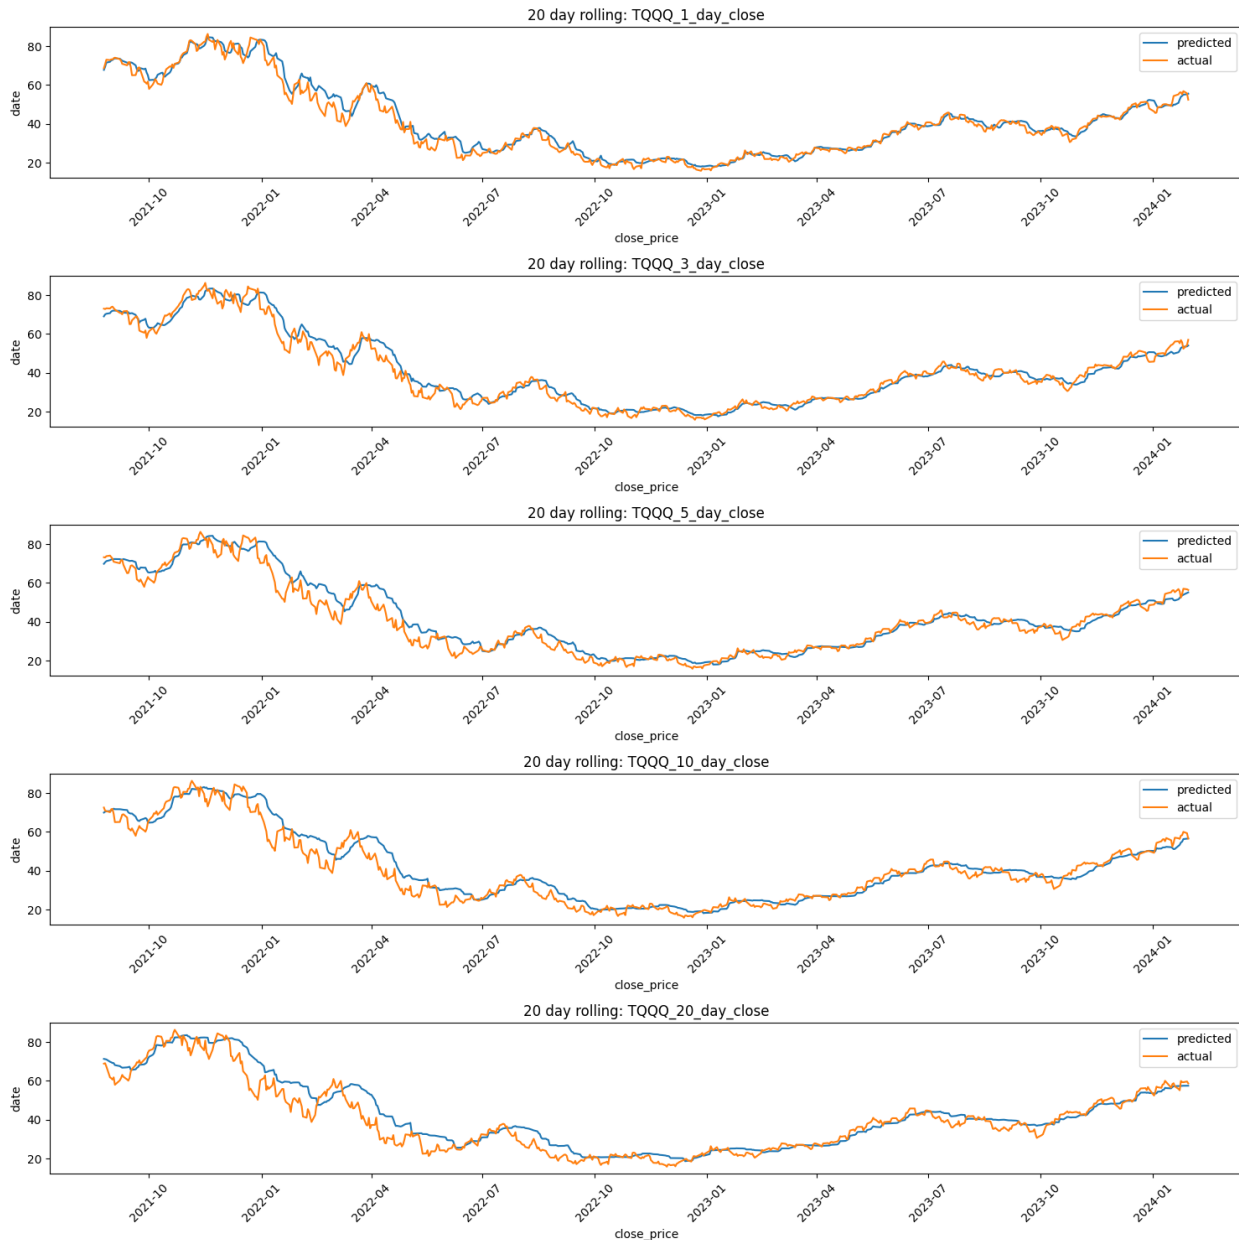 20 day rolling: TQQQ_1_day_close
80
60
40
20
date
predicted
actual
2021-10
2022-01
2022-04
2022-07
2022-10
2023-01
2023-04
2023-07
2023-10
2024-01
close_price
20 day rolling: TQQQ_3_day_close
80
60
40
20
date
predicted
actual
2021-10
2022-01
2022-04
2022-07
2022-10
2023-01
2023-04
2023-07
2023-10
2024-01
close_price
20 day rolling: TQQQ_5_day_close
80
60
40
20
date
predicted
actual
2021-10
2022-01
2022-04
2022-07
2022-10
2023-01
2023-04
2023-07
2023-10
2024-01
close_price
20 day rolling: TQQQ_10_day_close
80
60
40
20
date
predicted
actual
2021-10
2022-01
2022-04
2022-07
2022-10
2023-01
2023-04
2023-07
2023-10
2024-01
close_price
20 day rolling: TQQQ_20_day_close
80
60
40
20
date
predicted
actual
2021-10
2022-01
2022-04
2022-07
2022-10
2023-01
2023-04
2023-07
2023-10
2024-01
close_price